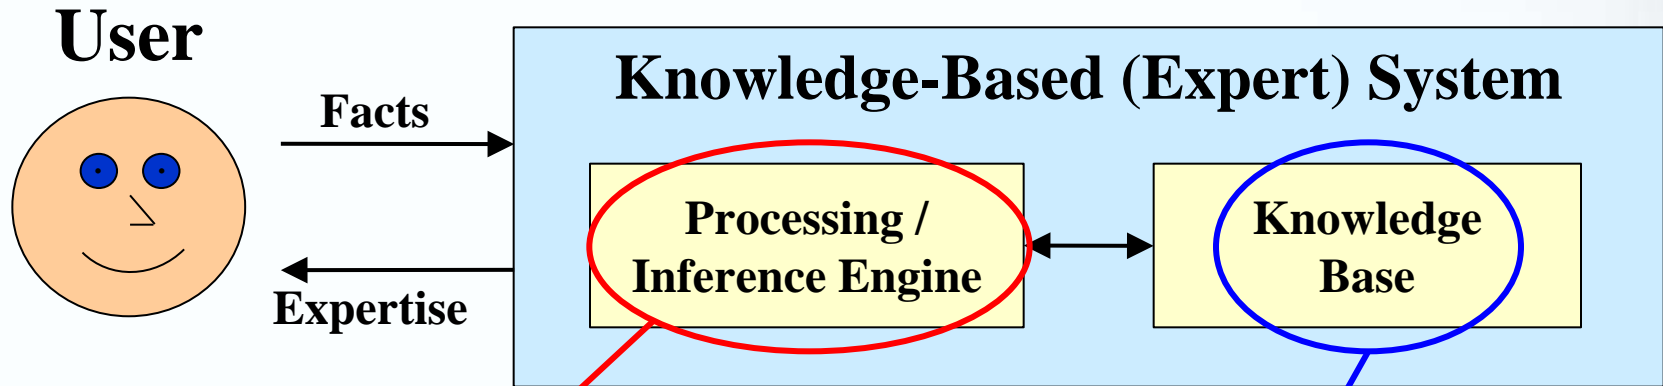 User
Knowledge-Based (Expert) System
Facts
Processing /
Inference Engine
Knowledge
Base
Expertise